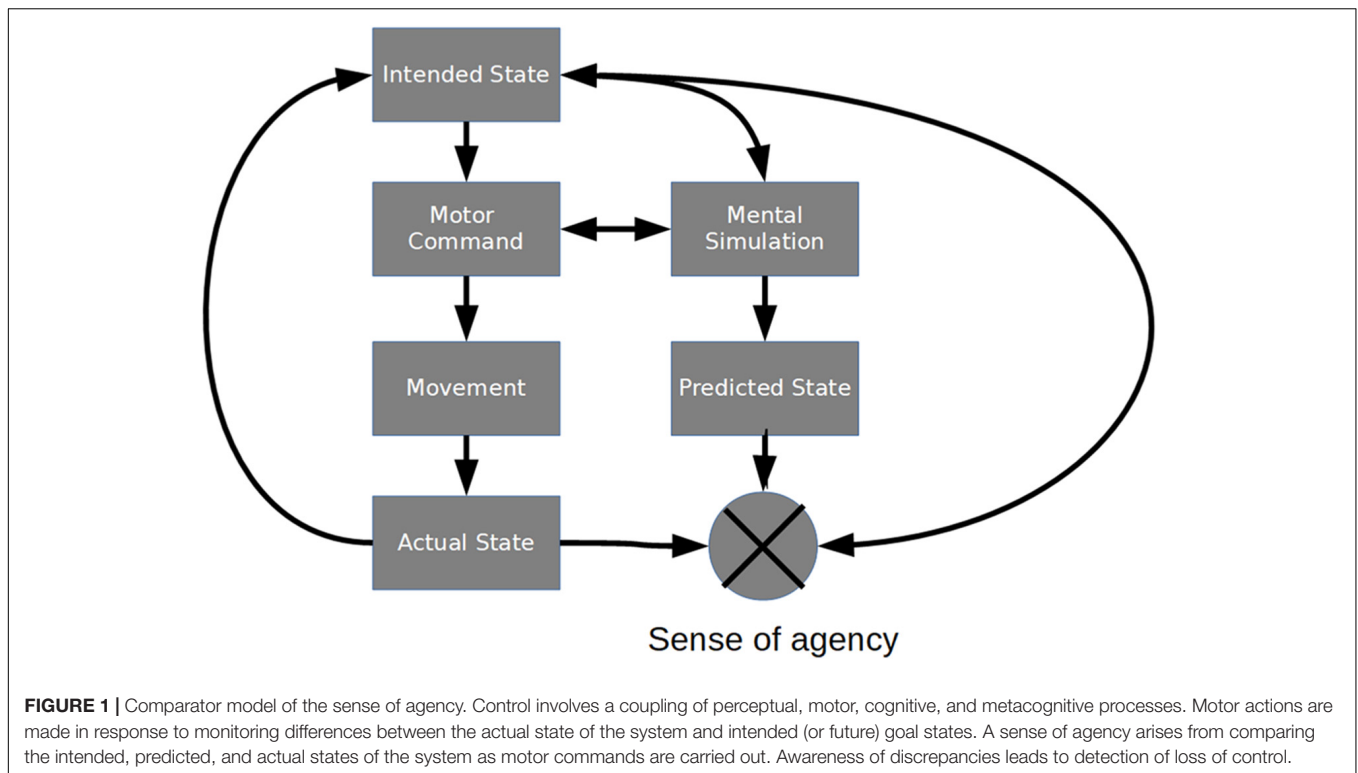 Intended State
Motor
Command
Mental
Simulation
Movement
Predicted State
Actual State
Sense of agency
FIGURE 1 | Comparator model of the sense of agency. Control involves a coupling of perceptual, motor, cognitive, and metacognitive processes. Motor actions are
made in response to monitoring differences between the actual state of the system and intended (or future) goal states. A sense of agency arises from comparing
the intended, predicted, and actual states of the system as motor commands are carried out. Awareness of discrepancies leads to detection of loss of control.